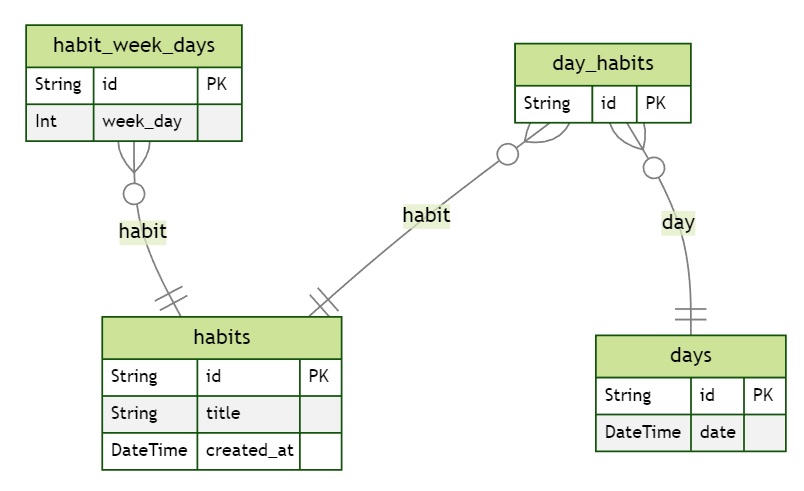 habit_week_days
String id PK
Int week_day
day_habits
String id PK
habit
habit
day
habits
String id PK
String title
DateTime created_at
days
String id PK
DateTime date